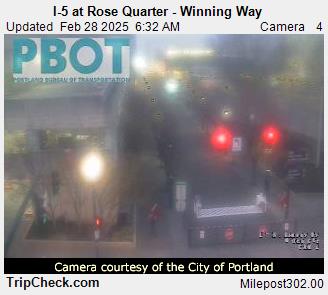 I-5 at Rose Quarter - Winning Way
Updated Feb 28 2025 6:32 AM Camera 4
PBOT
PORTLAND BUREAU OF TRANSPORTATION
Camera courtesy of the City of Portland
TripCheck.com Milepost302.00